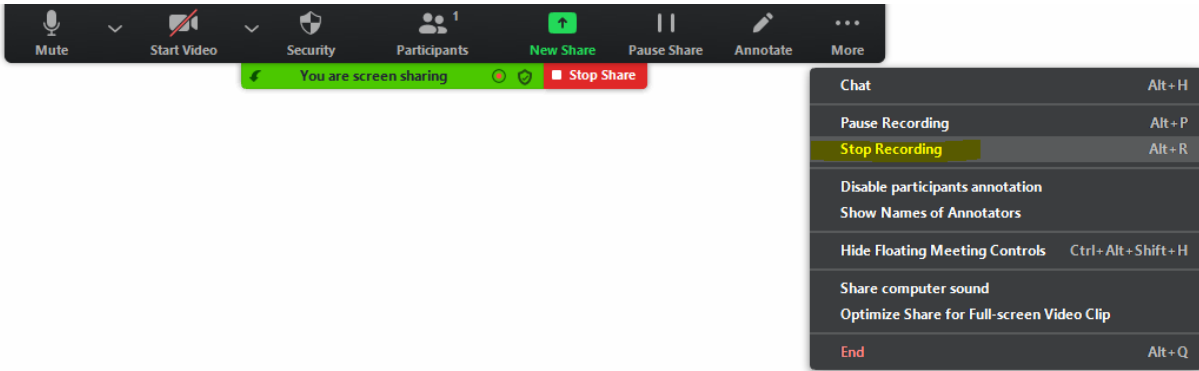 1
Mute Start Video Security Participants New Share Pause Share Annotate More
You are screen sharing Stop Share
Chat Alt+H
Pause Recording Alt+P
Stop Recording Alt+R
Disable participants annotation
Show Names of Annotators
Hide Floating Meeting Controls Ctrl+Alt+Shift+H
Share computer sound
Optimize Share for Full-screen Video Clip
End Alt+Q